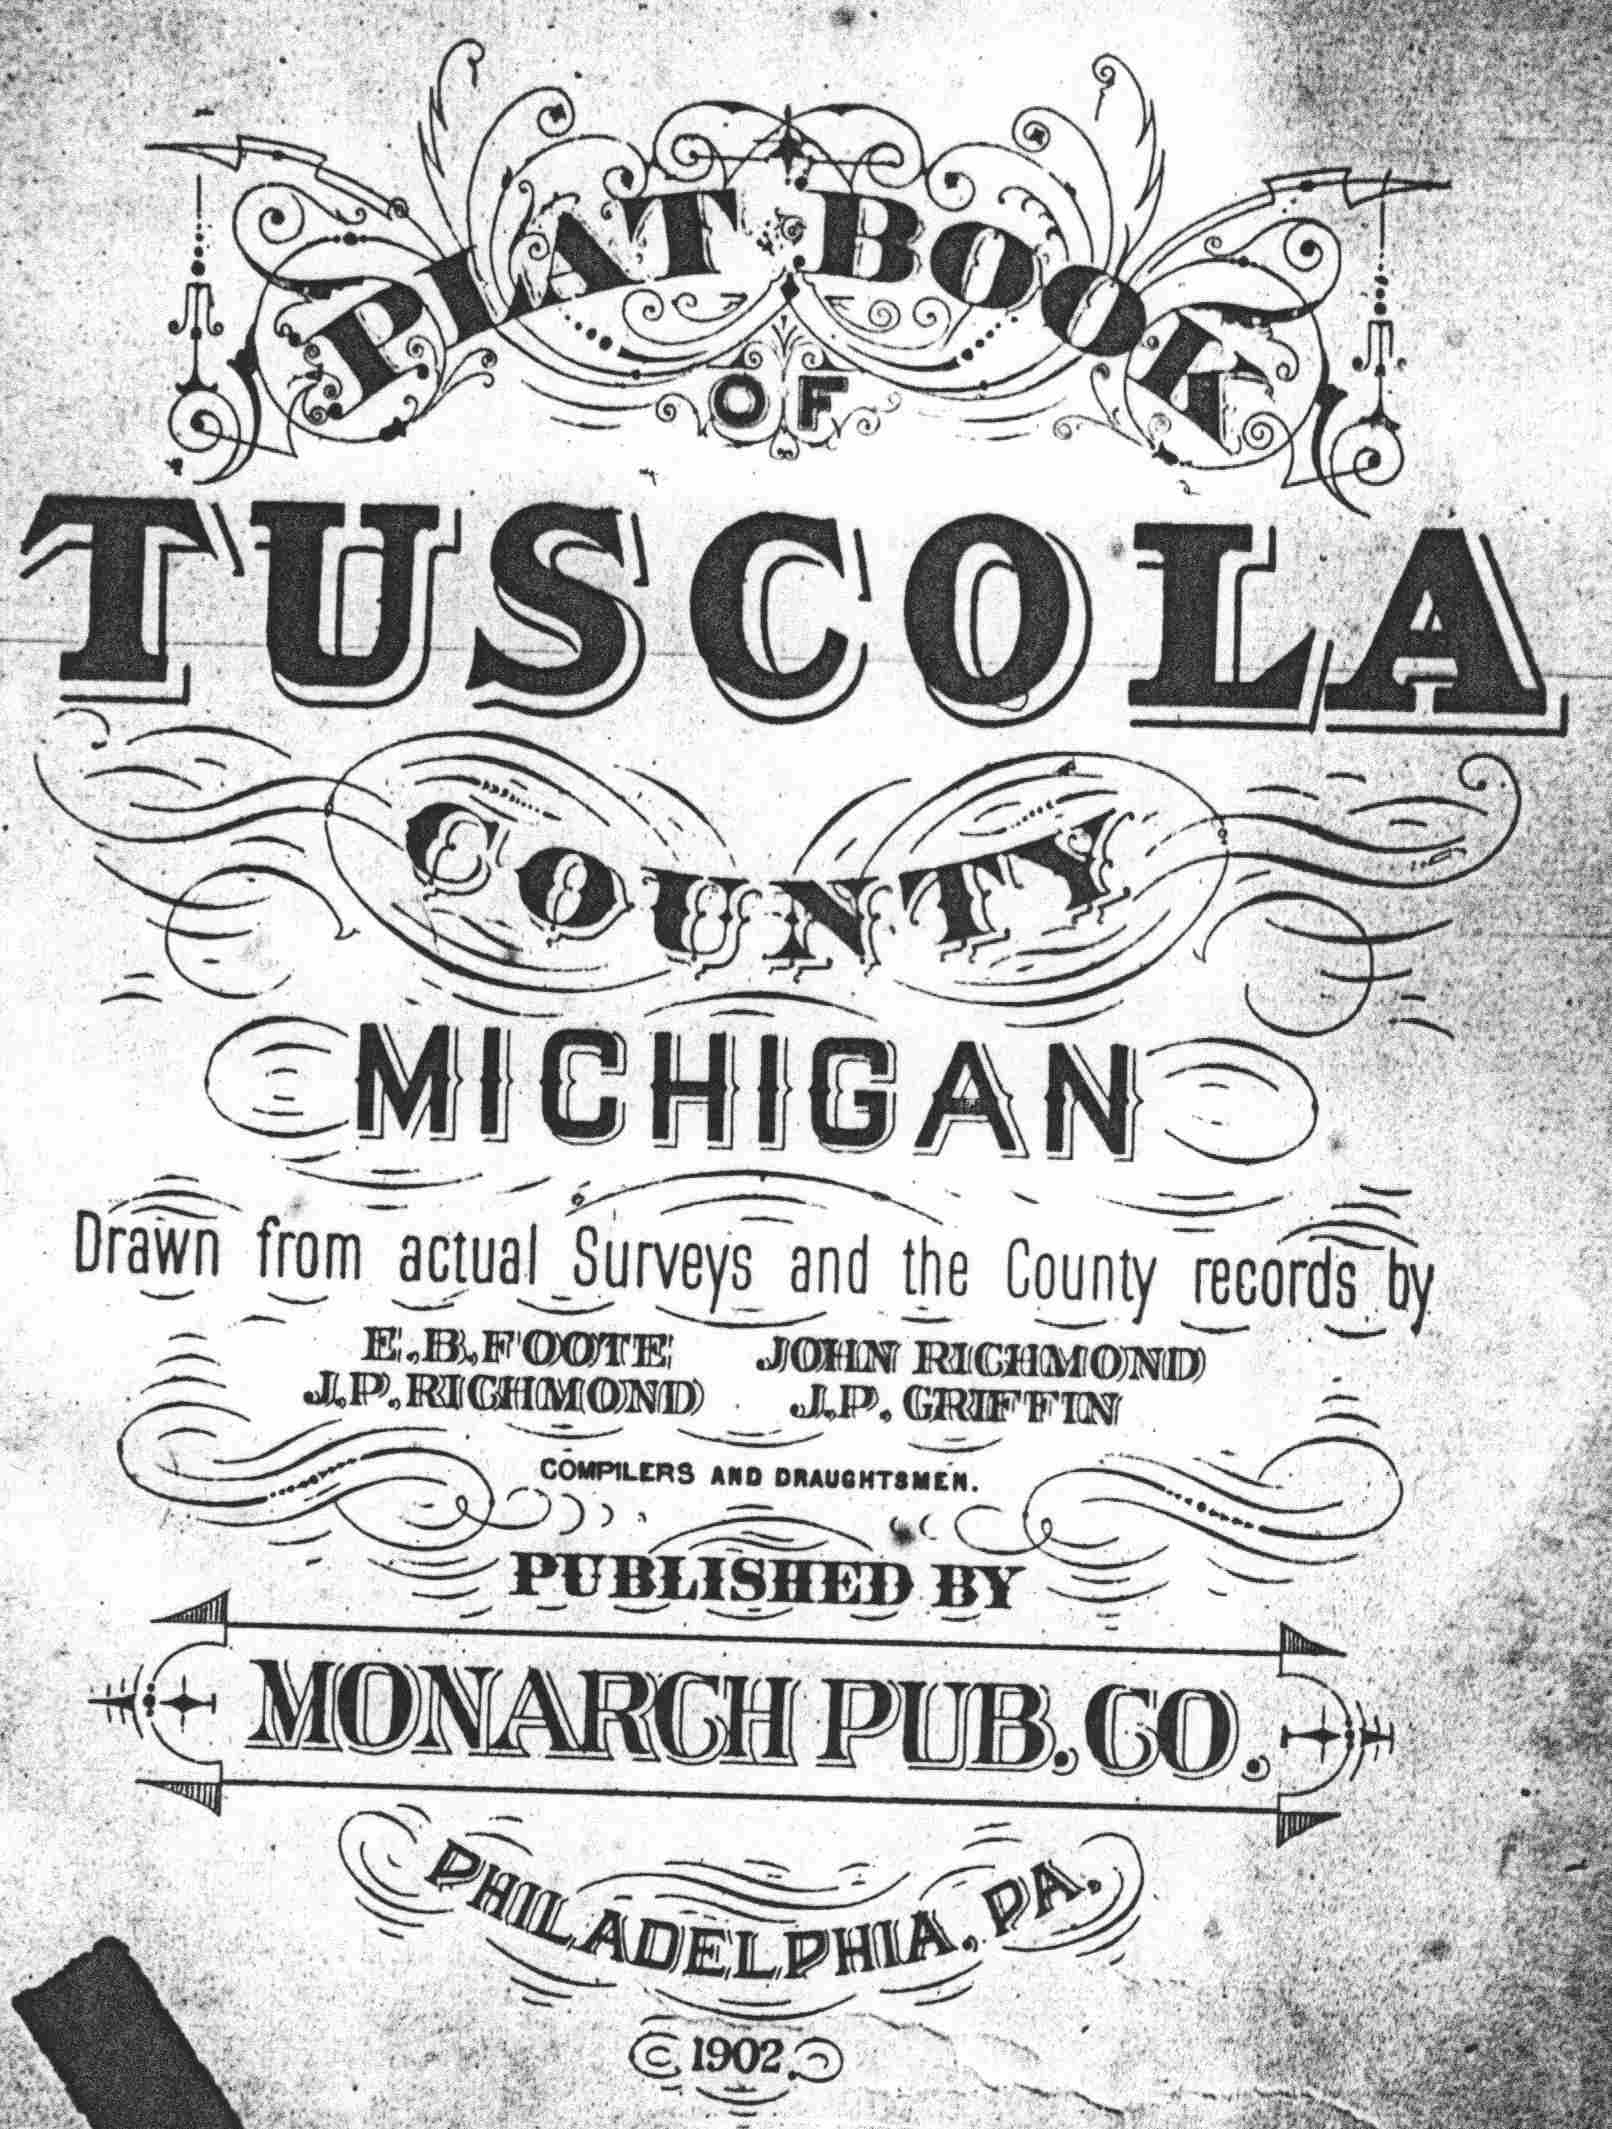 PLAT BOOK
OF
TUSCOLA
COUNTY
MICHIGAN
Drawn from actual Surveys and the County records by
E.B. FOOTE JOHN RICHMOND
J.P. RICHMOND J.P. GRIFFIN
COMPILERS AND DRAUGHTSMEN.
PUBLISHED BY
MONARCH PUB. CO.
PHILADELPHIA, PA.
1902.